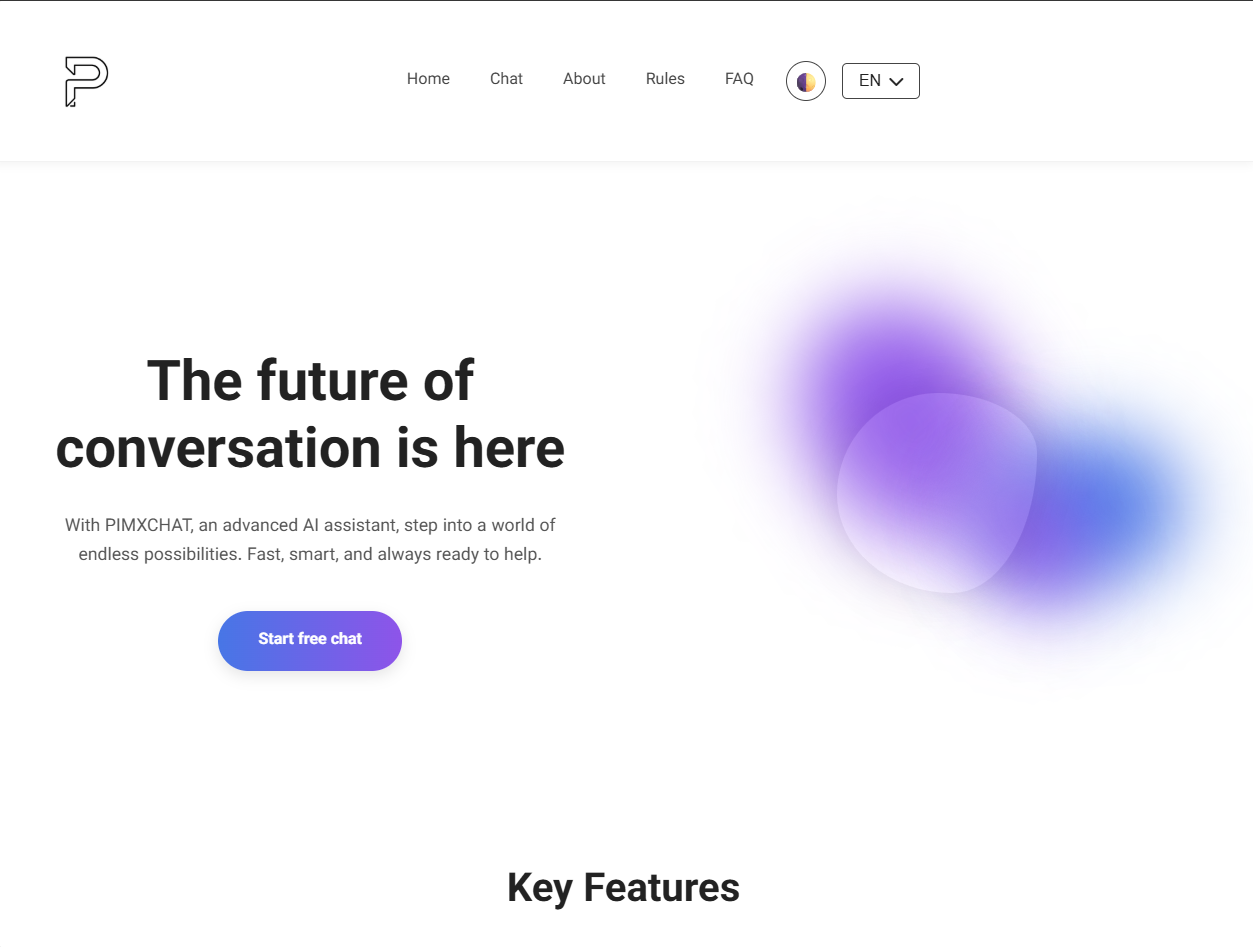 Home Chat About Rules FAQ EN
The future of
conversation is here
With PIMXCHAT, an advanced AI assistant, step into a world of
endless possibilities. Fast, smart, and always ready to help.
Start free chat
Key Features